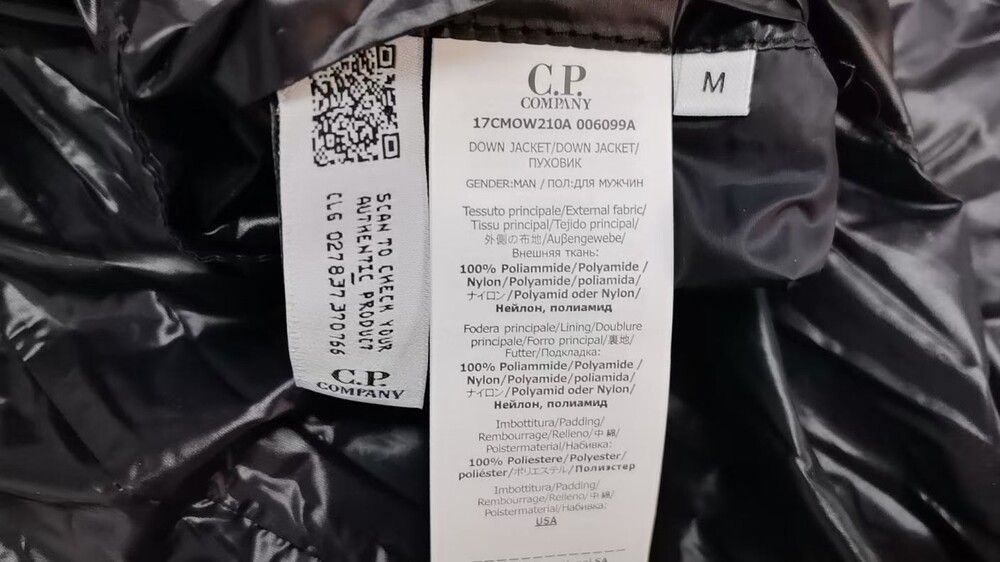 SCAN TO CHECK YOUR
AUTHENTIC PRODUCT
CLG 027 837 390766
C.P.
COMPANY
C.P.
COMPANY
17CMOW210A 006099A
DOWN JACKET/DOWN JACKET/
ПУХОВИК
GENDER:MAN / ПОЛ:ДЛЯ МУЖЧИН
Tessuto principale/External fabric/
Tissu principal/Tejido principal/
外側の布地/Außengewebe/
Внешняя ткань:
100% Poliammide/Polyamide /
Nylon/Polyamide/poliamida/
ナイロン/Polyamid oder Nylon/
Нейлон, полиамид
Fodera principale/Lining/Doublure
principale/Forro principal/裏地/
Futter/Подкладка:
100% Poliammide/Polyamide /
Nylon/Polyamide/poliamida/
ナイロン/Polyamid oder Nylon/
Нейлон, полиамид
Imbottitura/Padding/
Rembourrage/Relleno/中綿/
Polstermaterial/Набивка:
100% Poliestere/Polyester/
poliéster/ポリエステル/Полиэстер
Imbottitura/Padding/
Rembourrage/Relleno/中綿/
Polstermaterial/Набивка:
USA
M